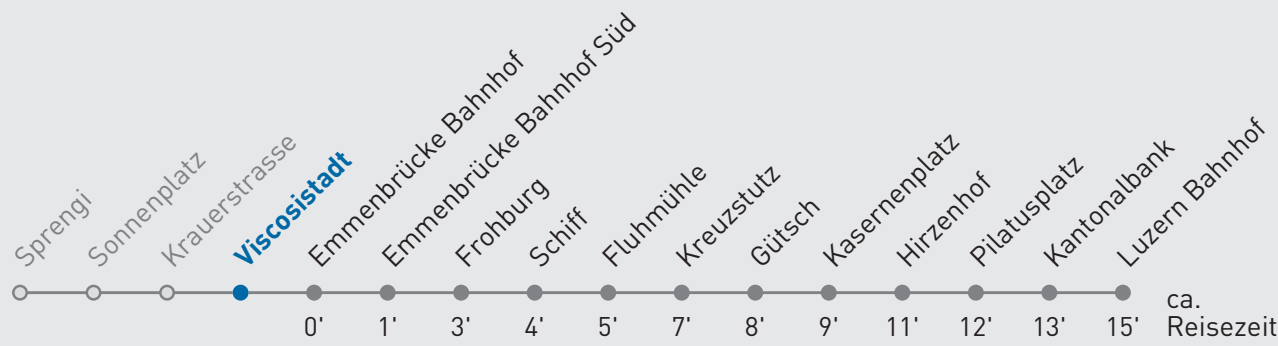 Sprengi
Sonnenplatz
Krauerstrasse
Viscosistadt
Emmenbrücke Bahnhof
Emmenbrücke Bahnhof Süd
Frohburg
Schiff
Fluhmühle
Kreuzstutz
Gütsch
Kasernenplatz
Hirzenhof
Pilatusplatz
Kantonalbank
Luzern Bahnhof
0' 1' 3' 4' 5' 7' 8' 9' 11' 12' 13' 15'
ca.
Reisezeit